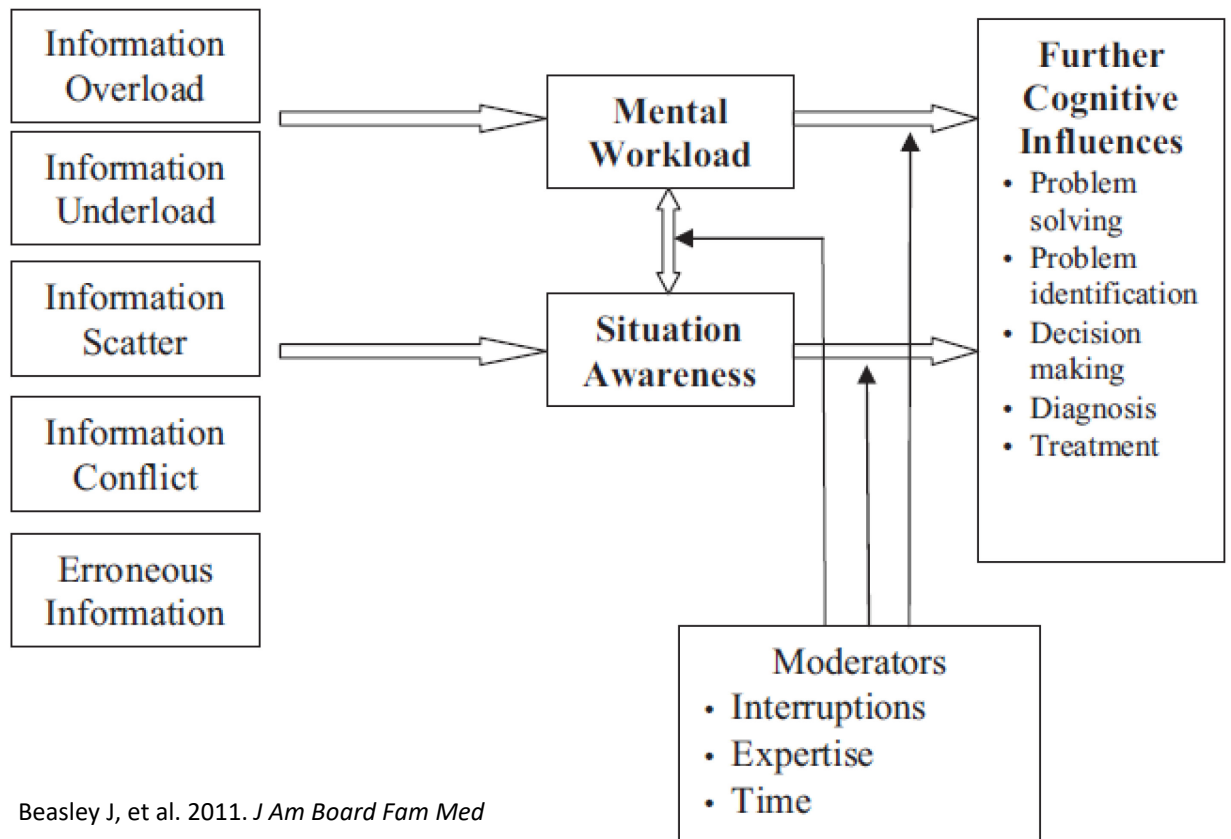 Information
Overload
Information
Underload
Information
Scatter
Information
Conflict
Erroneous
Information
Mental
Workload
Situation
Awareness
Further
Cognitive
Influences
• Problem
solving
• Problem
identification
• Decision
making
• Diagnosis
• Treatment
Moderators
• Interruptions
• Expertise
• Time
Beasley J, et al. 2011. J Am Board Fam Med